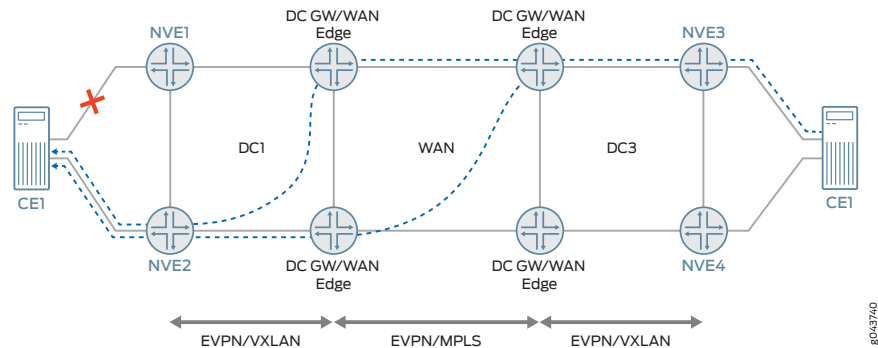 DC GW/WAN
Edge
DC GW/WAN
Edge
NVE1
NVE3
DC1
WAN
DC3
CE1
CE1
NVE2
DC GW/WAN
Edge
DC GW/WAN
Edge
NVE4
EVPN/VXLAN
EVPN/MPLS
EVPN/VXLAN
g043740